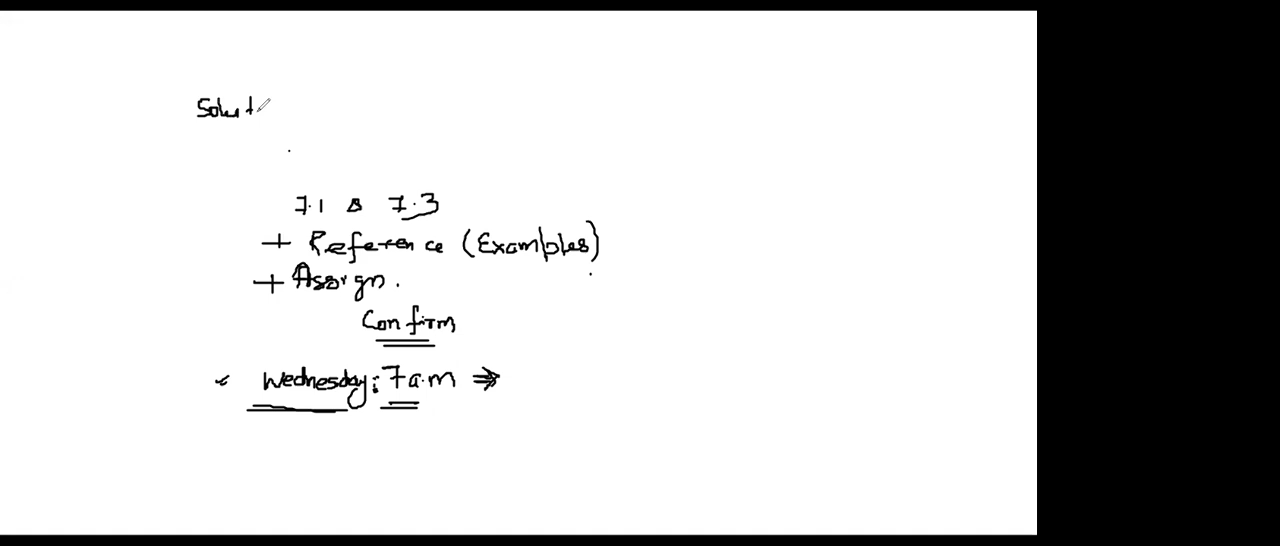 Solut
7.1 & 7.3
+ Reference (Examples)
+ Assign.
Confirm
Wednesday: 7a.m ⇒